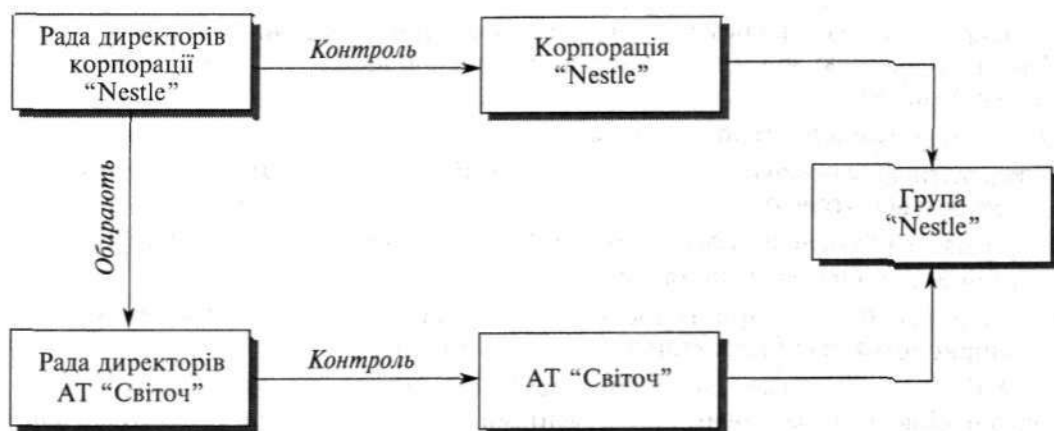 Рада директорів
корпорації
“Nestle”
Контроль
Корпорація
“Nestle”
Обирають
Група
“Nestle”
Рада директорів
АТ “Світоч”
Контроль
АТ “Світоч”